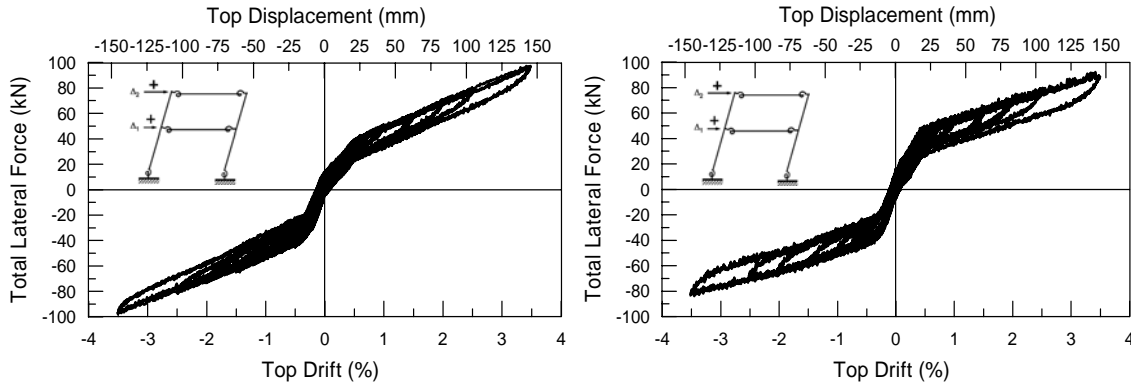 Top Displacement (mm)
-150 -125 -100 -75 -50 -25 0 25 50 75 100 125 150
100
80
60
40
20
0
-20
-40
-60
-80
-100
Total Lateral Force (kN)
+
Δ2
+
Δ1
-4 -3 -2 -1 0 1 2 3 4
Top Drift (%)
Top Displacement (mm)
-150 -125 -100 -75 -50 -25 0 25 50 75 100 125 150
100
80
60
40
20
0
-20
-40
-60
-80
-100
Total Lateral Force (kN)
+
Δ2
+
Δ1
-4 -3 -2 -1 0 1 2 3 4
Top Drift (%)